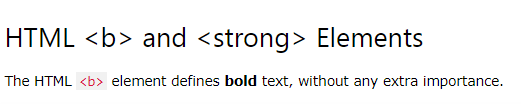 HTML <b> and <strong> Elements
The HTML <b> element defines bold text, without any extra importance.